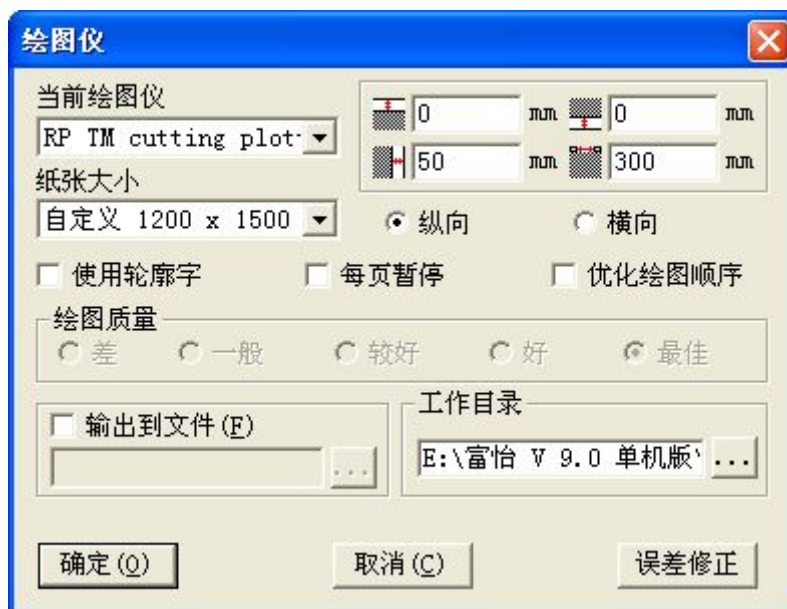 绘图仪
当前绘图仪
RP TM cutting plot
纸张大小
自定义 1200 x 1500
0 mm 0 mm
50 mm 300 mm
纵向 横向
使用轮廓字 每页暂停 优化绘图顺序
绘图质量
差 一般 较好 好 最佳
输出到文件(F)
...
工作目录
E:\富怡 V 9.0 单机版 ...
确定(O) 取消(C) 误差修正